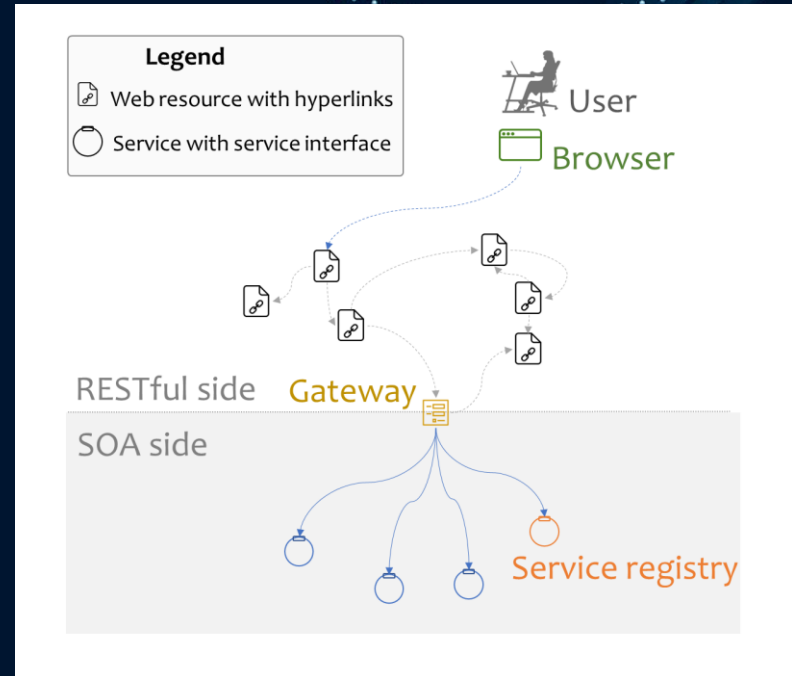 Legend
Web resource with hyperlinks
Service with service interface
User
Browser
RESTful side
Gateway
SOA side
Service registry